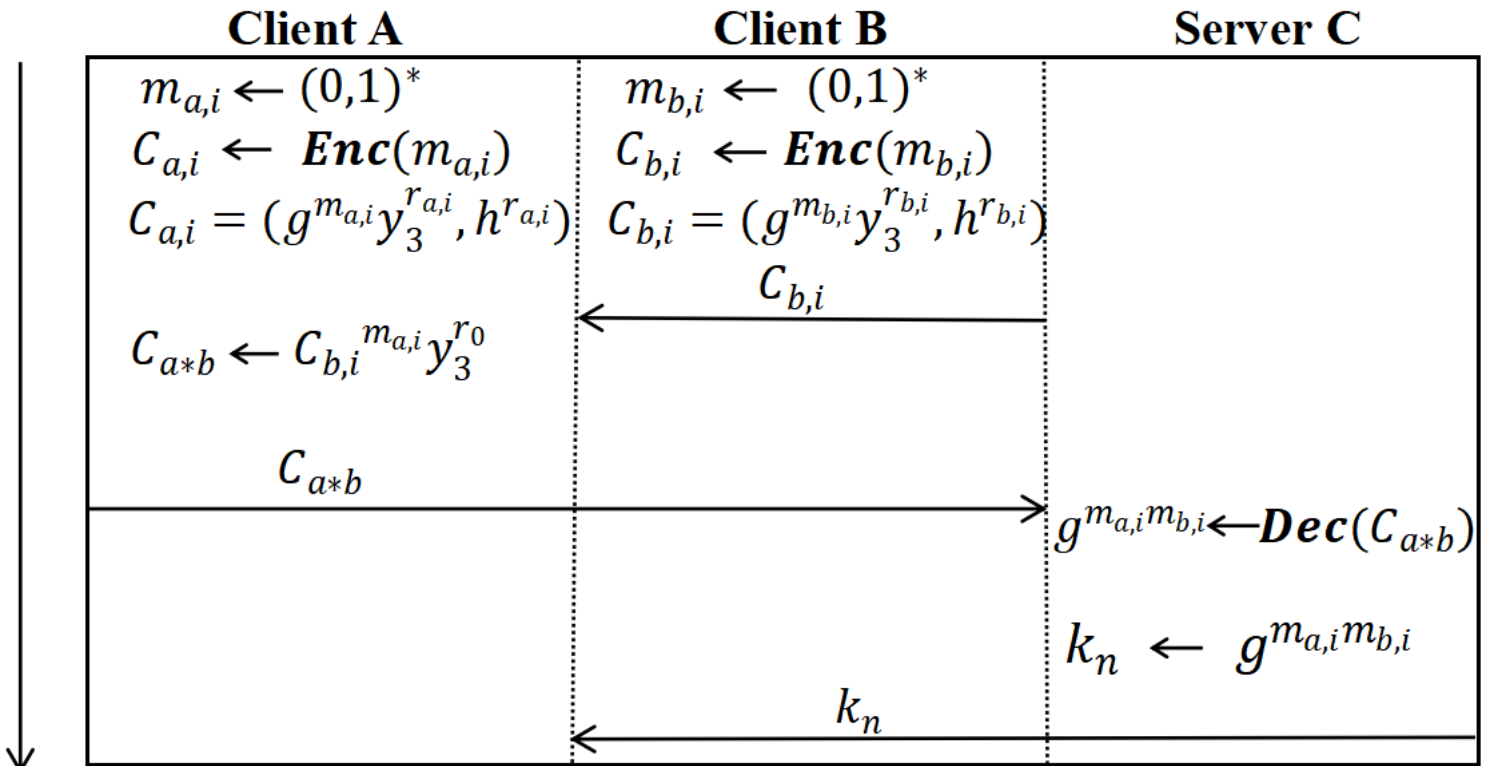 Client A Client B Server C
m_{a,i} ← (0,1)^* m_{b,i} ← (0,1)^*
C_{a,i} ← Enc(m_{a,i}) C_{b,i} ← Enc(m_{b,i})
C_{a,i} = (g^{m_{a,i}} y_3^{r_{a,i}}, h^{r_{a,i}}) C_{b,i} = (g^{m_{b,i}} y_3^{r_{b,i}}, h^{r_{b,i}})
C_{b,i}
C_{a*b} ← C_{b,i}^{m_{a,i}} y_3^{r_0}
C_{a*b}
g^{m_{a,i} m_{b,i}} ← Dec(C_{a*b})
k_n ← g^{m_{a,i} m_{b,i}}
k_n